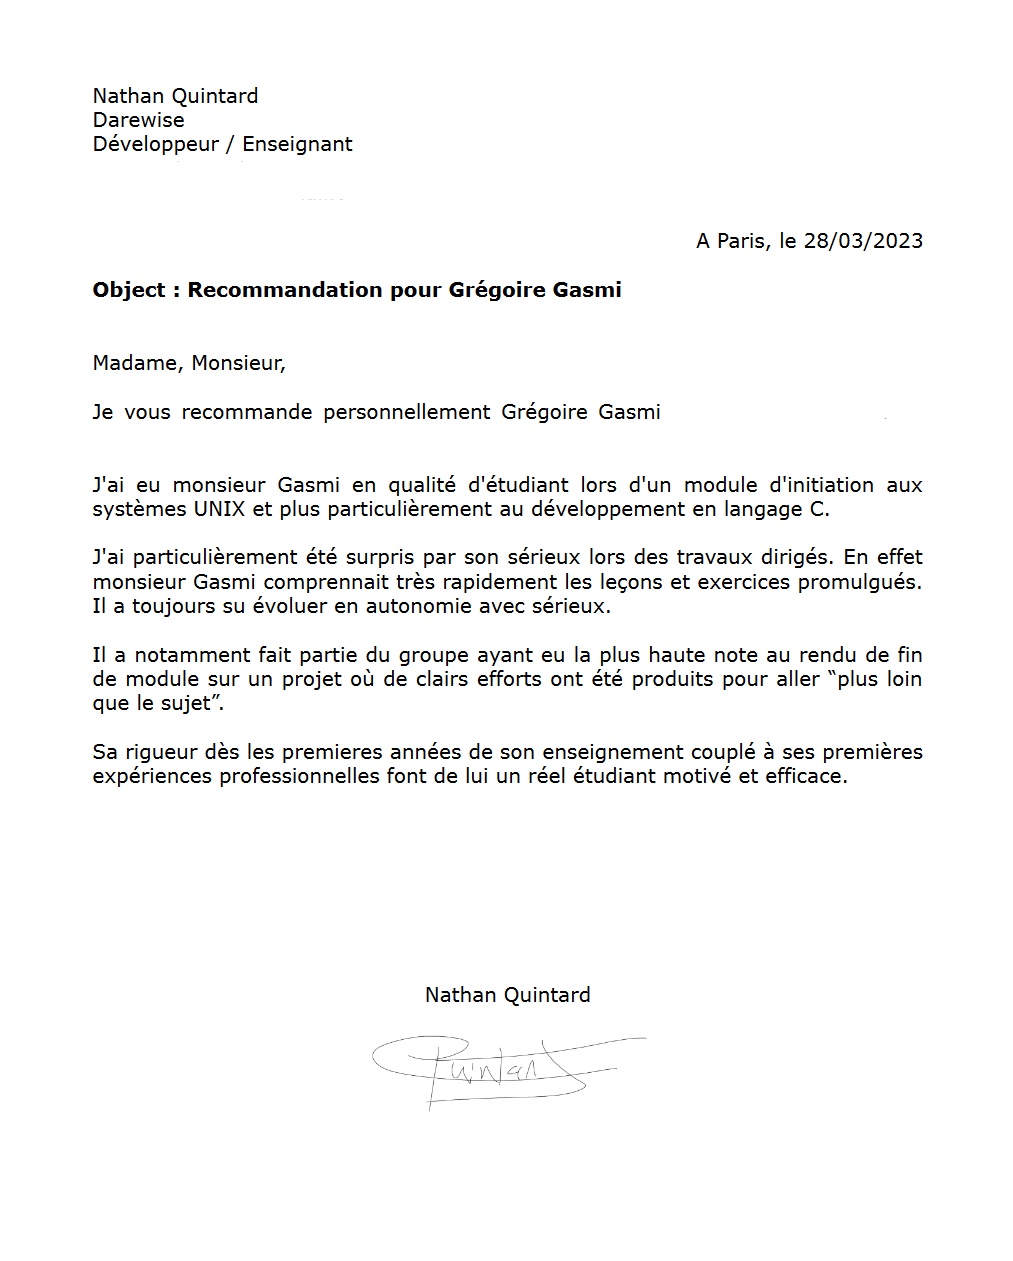 Nathan Quintard
Darewise
Développeur / Enseignant
A Paris, le 28/03/2023
Object : Recommandation pour Grégoire Gasmi
Madame, Monsieur,
Je vous recommande personnellement Grégoire Gasmi
J'ai eu monsieur Gasmi en qualité d'étudiant lors d'un module d'initiation aux
systèmes UNIX et plus particulièrement au développement en langage C.
J'ai particulièrement été surpris par son sérieux lors des travaux dirigés. En effet
monsieur Gasmi comprennait très rapidement les leçons et exercices promulgués.
Il a toujours su évoluer en autonomie avec sérieux.
Il a notamment fait partie du groupe ayant eu la plus haute note au rendu de fin
de module sur un projet où de clairs efforts ont été produits pour aller “plus loin
que le sujet”.
Sa rigueur dès les premieres années de son enseignement couplé à ses premières
expériences professionnelles font de lui un réel étudiant motivé et efficace.
Nathan Quintard
Quintard